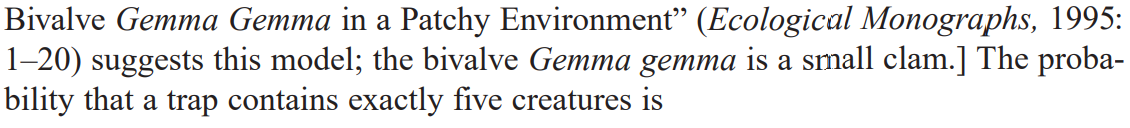 Bivalve Gemma Gemma in a Patchy Environment” (Ecological Monographs, 1995:
1–20) suggests this model; the bivalve Gemma gemma is a small clam.] The proba-
bility that a trap contains exactly five creatures is